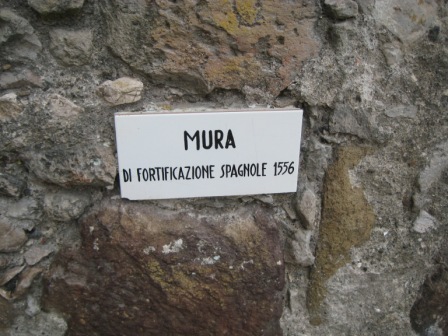 MURA
DI FORTIFICAZIONE SPAGNOLE 1556